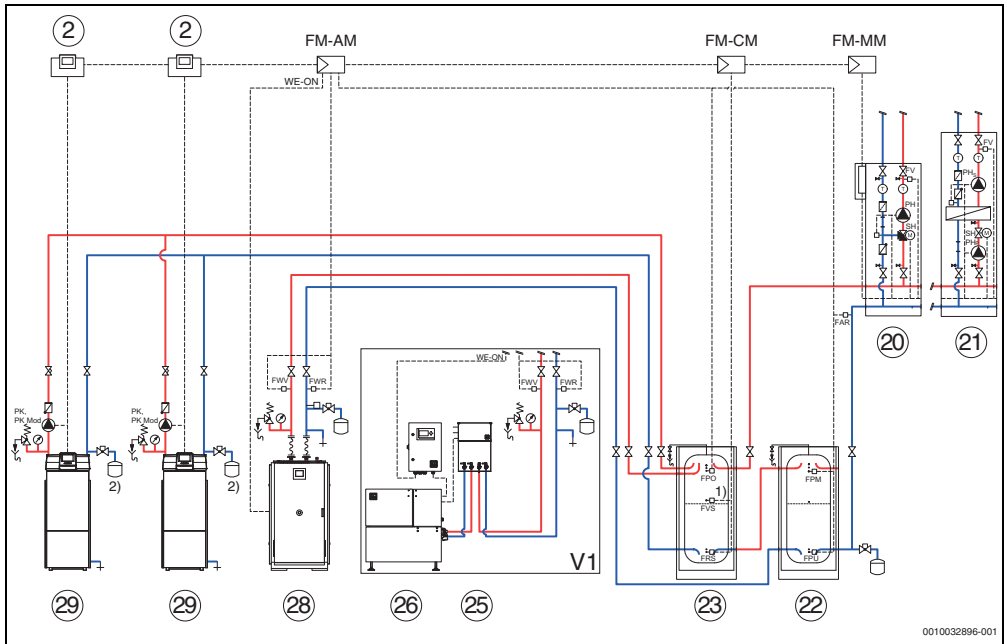 2
2
FM-AM
FM-CM
FM-MM
WE-ON
FV
T
T
PHS
FV
T
T
PH
SH
M
SH
M
PH
FAR
20
21
WE-ON
FWV
FWR
FWV
FWR
PK,
PK Mod
PK,
PK Mod
2)
2)
FPO
1)
FVS
FRS
FPM
FPU
V1
29
29
28
26
25
23
22
0010032896-001